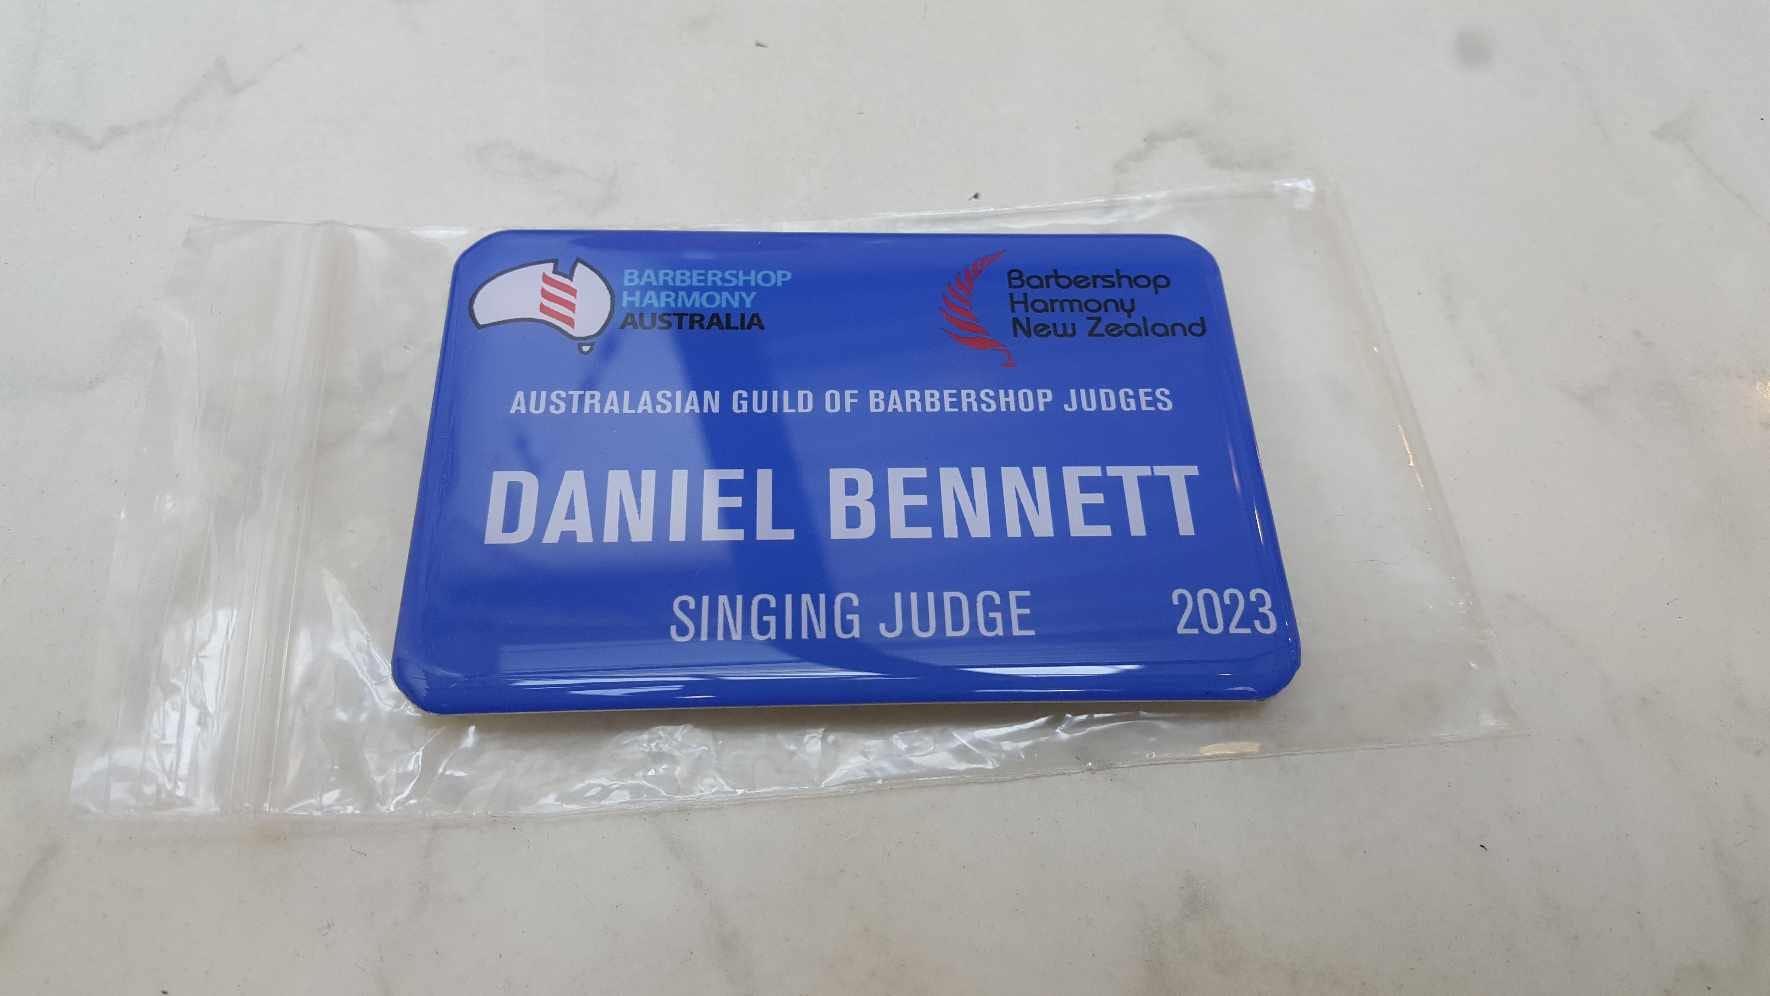 BARBERSHOP
HARMONY
AUSTRALIA
Barbershop
Harmony
New Zealand
AUSTRALASIAN GUILD OF BARBERSHOP JUDGES
DANIEL BENNETT
SINGING JUDGE 2023